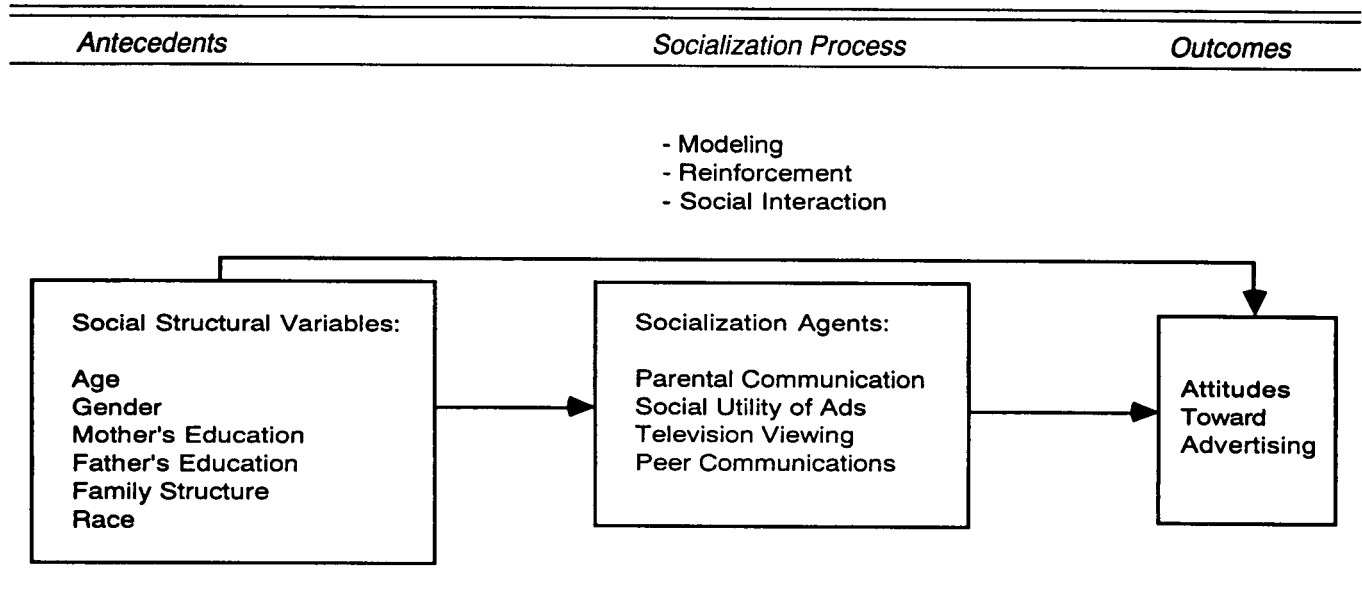 Antecedents Socialization Process Outcomes
- Modeling
- Reinforcement
- Social Interaction
Social Structural Variables:
Age
Gender
Mother's Education
Father's Education
Family Structure
Race
Socialization Agents:
Parental Communication
Social Utility of Ads
Television Viewing
Peer Communications
Attitudes
Toward
Advertising